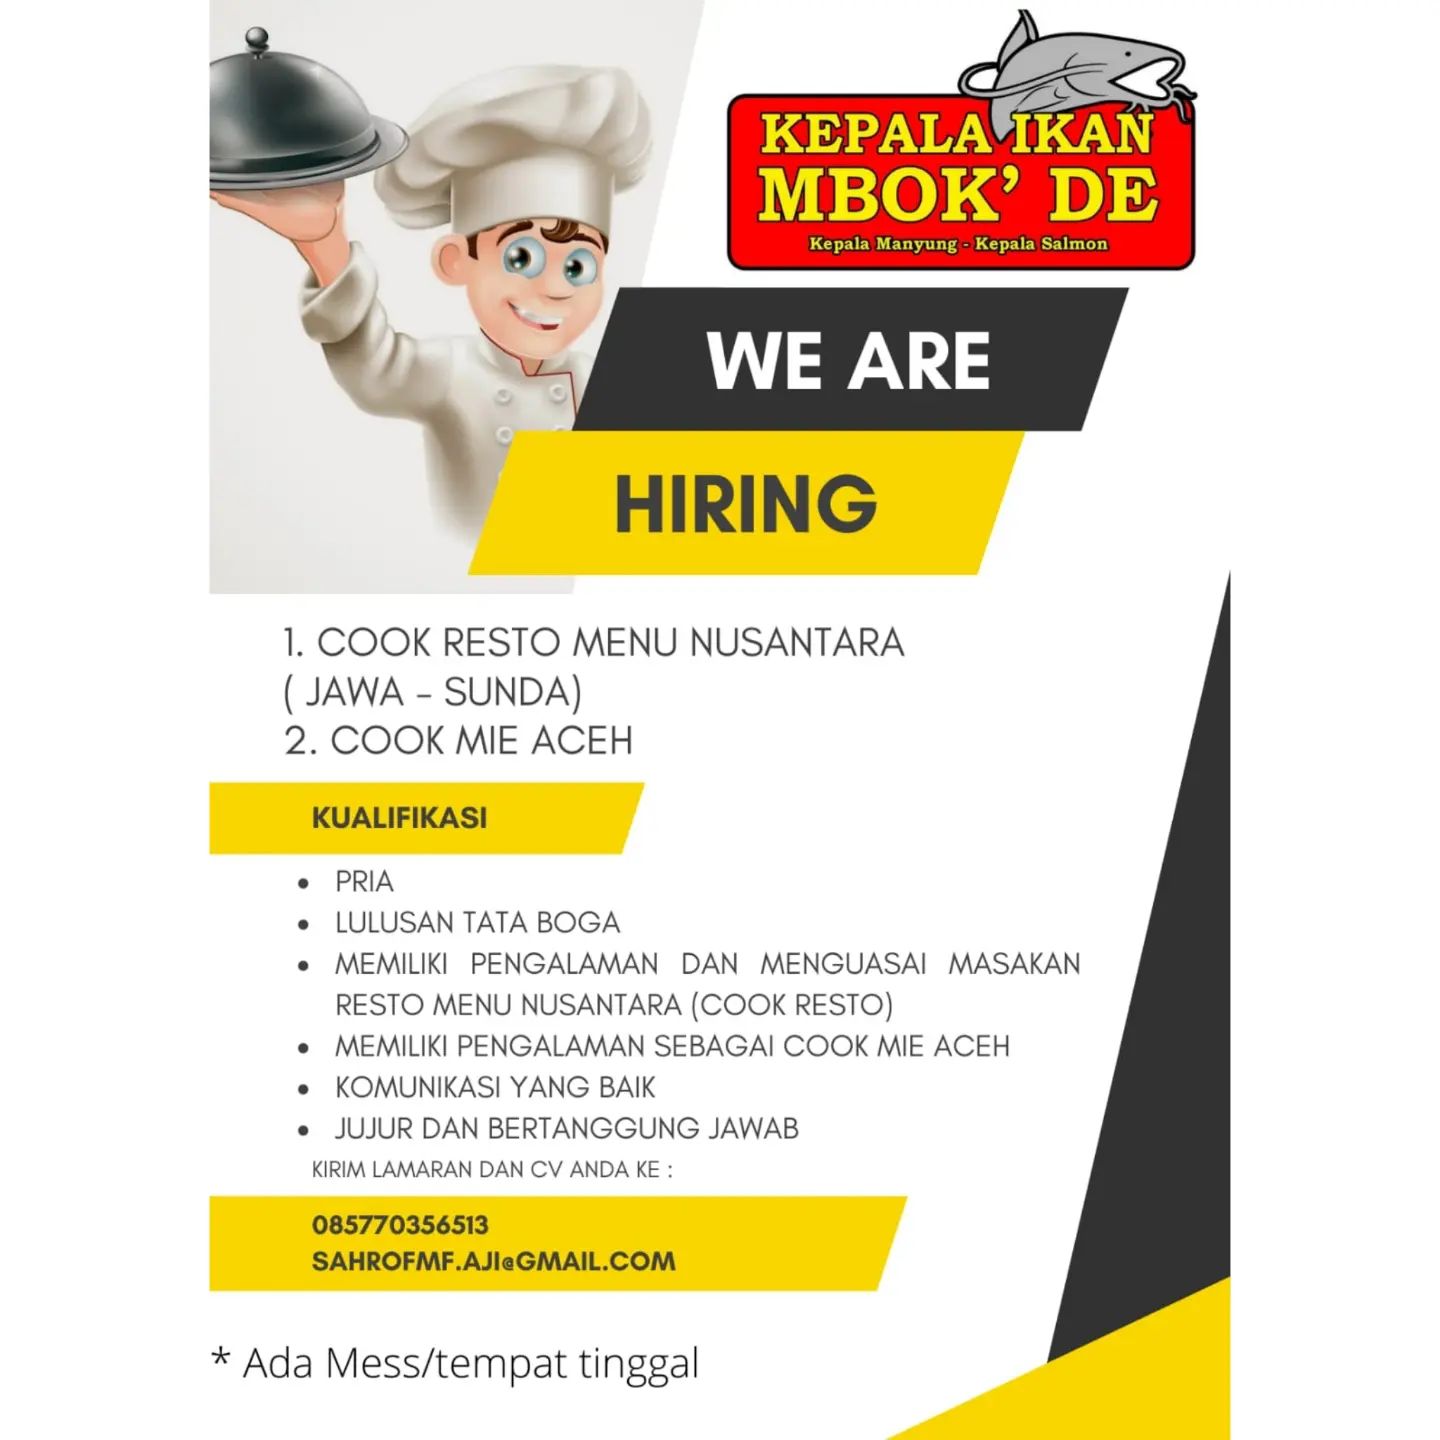 KEPALA IKAN
MBOK' DE
Kepala Manyung - Kepala Salmon
WE ARE
HIRING
1. COOK RESTO MENU NUSANTARA
( JAWA - SUNDA)
2. COOK MIE ACEH
KUALIFIKASI
• PRIA
• LULUSAN TATA BOGA
• MEMILIKI PENGALAMAN DAN MENGUASAI MASAKAN
RESTO MENU NUSANTARA (COOK RESTO)
• MEMILIKI PENGALAMAN SEBAGAI COOK MIE ACEH
• KOMUNIKASI YANG BAIK
• JUJUR DAN BERTANGGUNG JAWAB
KIRIM LAMARAN DAN CV ANDA KE :
085770356513
SAHROFMF.AJI@GMAIL.COM
* Ada Mess/tempat tinggal